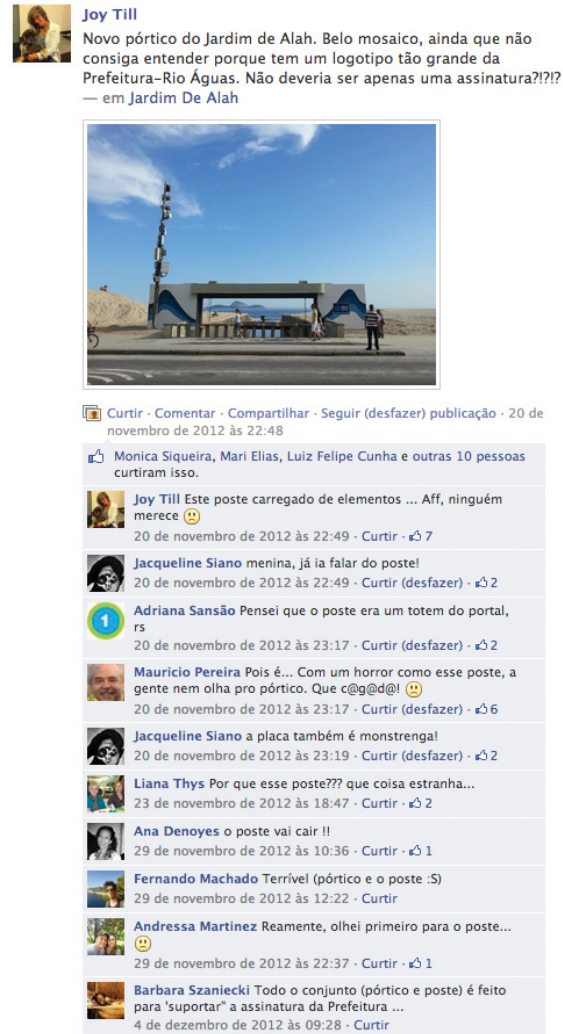 Joy Till
Novo pórtico do Jardim de Alah. Belo mosaico, ainda que não
consiga entender porque tem um logotipo tão grande da
Prefeitura-Rio Águas. Não deveria ser apenas uma assinatura?!?!?
— em Jardim De Alah
Curtir · Comentar · Compartilhar · Seguir (desfazer) publicação · 20 de
novembro de 2012 às 22:48
Monica Siqueira, Mari Elias, Luiz Felipe Cunha e outras 10 pessoas
curtiram isso.
Joy Till Este poste carregado de elementos ... Aff, ninguém
merece
20 de novembro de 2012 às 22:49 · Curtir · 7
Jacqueline Siano menina, já ia falar do poste!
20 de novembro de 2012 às 22:49 · Curtir (desfazer) · 2
Adriana Sansão Pensei que o poste era um totem do portal,
rs
20 de novembro de 2012 às 23:17 · Curtir (desfazer) · 2
1
Mauricio Pereira Pois é... Com um horror como esse poste, a
gente nem olha pro pórtico. Que c@g@d@!
20 de novembro de 2012 às 23:17 · Curtir (desfazer) · 6
Jacqueline Siano a placa também é monstrenga!
20 de novembro de 2012 às 23:19 · Curtir (desfazer) · 2
Liana Thys Por que esse poste??? que coisa estranha...
23 de novembro de 2012 às 18:47 · Curtir · 2
Ana Denoyes o poste vai cair !!
29 de novembro de 2012 às 10:36 · Curtir · 1
Fernando Machado Terrível (pórtico e o poste :S)
29 de novembro de 2012 às 12:22 · Curtir
Andressa Martinez Reamente, olhei primeiro para o poste...
29 de novembro de 2012 às 22:37 · Curtir · 1
Barbara Szaniecki Todo o conjunto (pórtico e poste) é feito
para 'suportar" a assinatura da Prefeitura ...
4 de dezembro de 2012 às 09:28 · Curtir